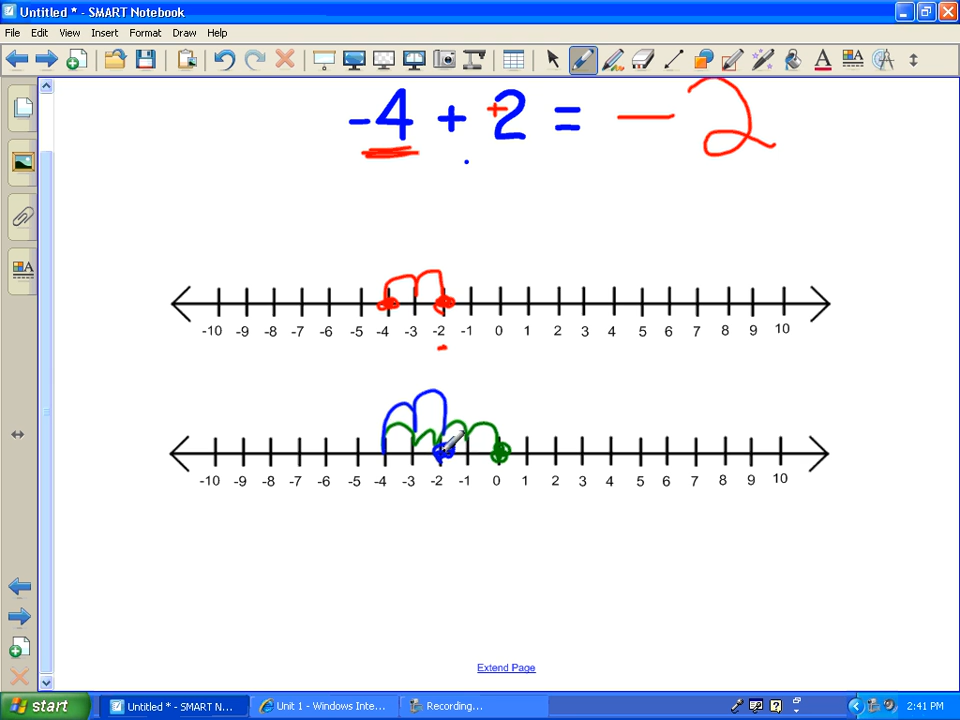 Untitled * - SMART Notebook
File Edit View Insert Format Draw Help
-4 + +2 = -2
-10 -9 -8 -7 -6 -5 -4 -3 -2 -1 0 1 2 3 4 5 6 7 8 9 10
-10 -9 -8 -7 -6 -5 -4 -3 -2 -1 0 1 2 3 4 5 6 7 8 9 10
Extend Page
start Untitled * - SMART N... Unit 1 - Windows Inte... Recording... 2:41 PM